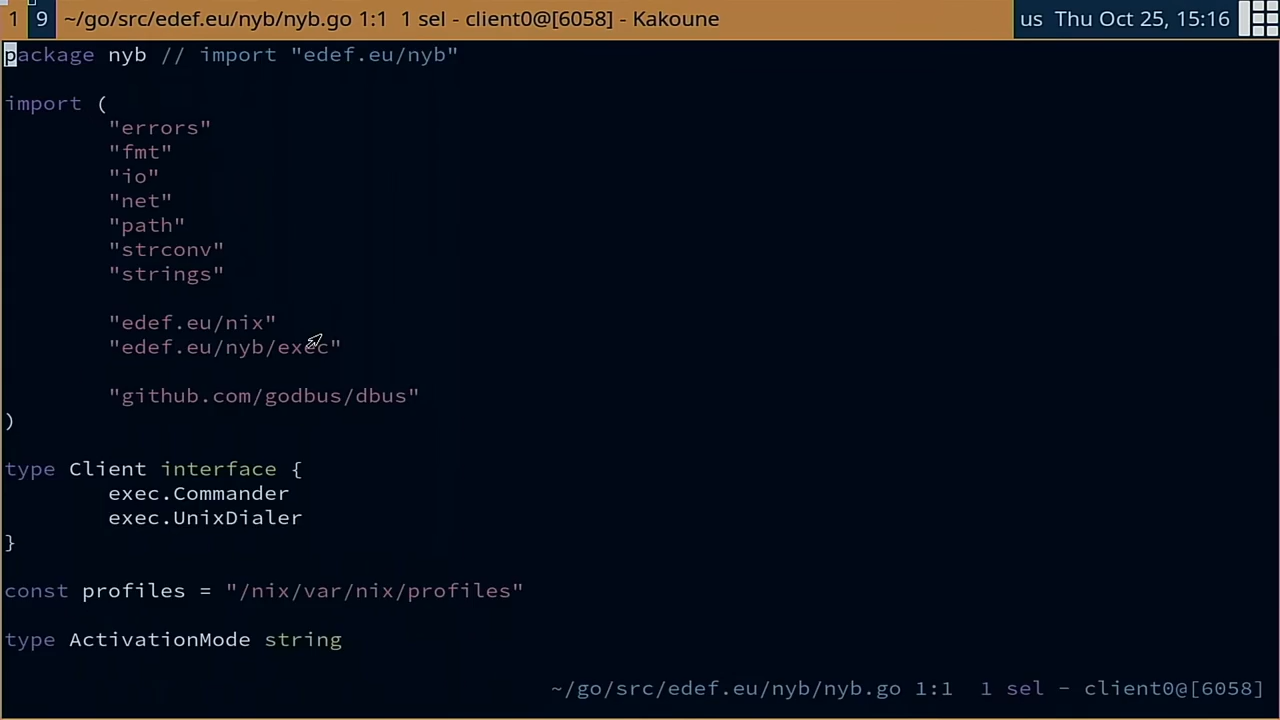 1 9 ~/go/src/edef.eu/nyb/nyb.go 1:1 1 sel - client0@[6058] - Kakoune us Thu Oct 25, 15:16
package nyb // import "edef.eu/nyb"
import (
"errors"
"fmt"
"io"
"net"
"path"
"strconv"
"strings"
"edef.eu/nix"
"edef.eu/nyb/exec"
"github.com/godbus/dbus"
)
type Client interface {
exec.Commander
exec.UnixDialer
}
const profiles = "/nix/var/nix/profiles"
type ActivationMode string
~/go/src/edef.eu/nyb/nyb.go 1:1 1 sel - client0@[6058]